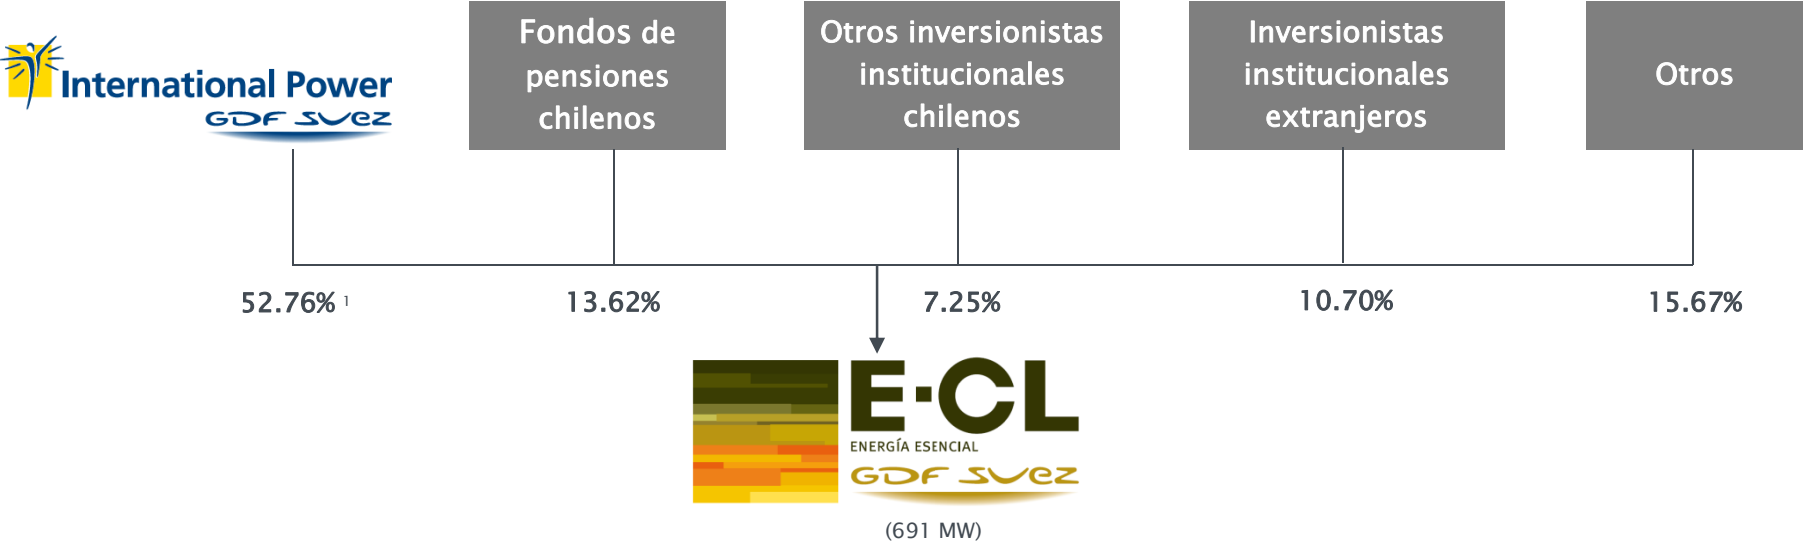 International Power
GDF SUEZ
Fondos de
pensiones
chilenos
Otros inversionistas
institucionales
chilenos
Inversionistas
institucionales
extranjeros
Otros
52.76% 1
13.62%
7.25%
10.70%
15.67%
E·CL
ENERGÍA ESENCIAL
GDF SUEZ
(691 MW)